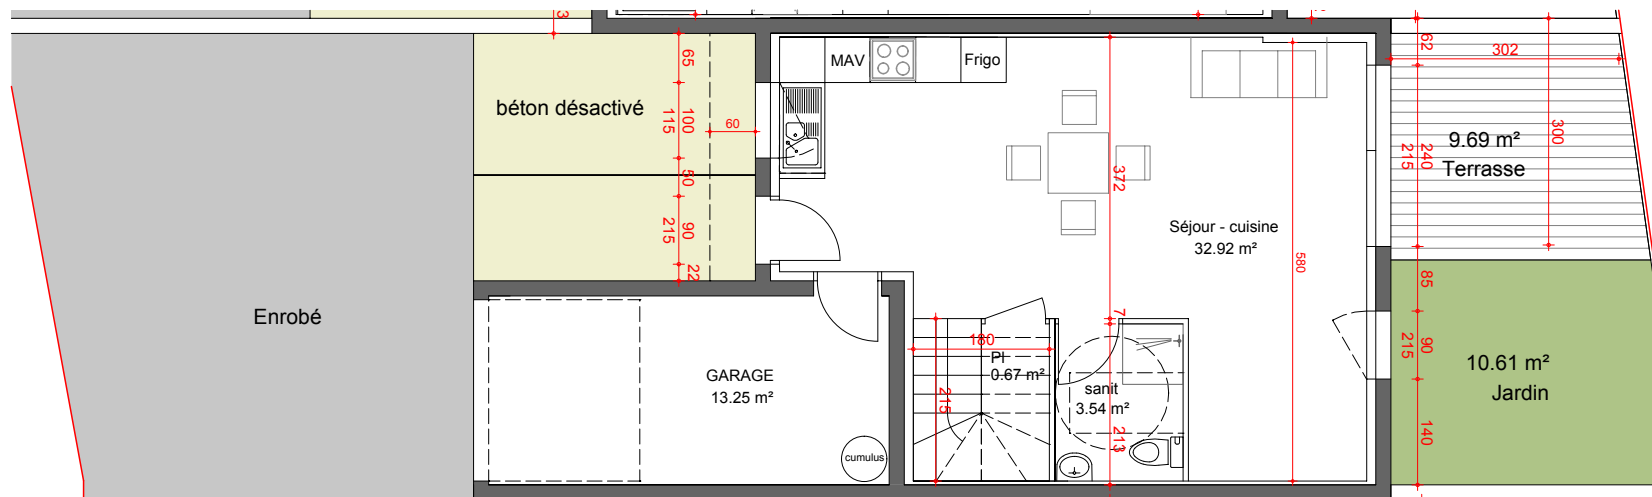 3
65
béton désactivé
100
115
60
50
90
215
22
MAV
Frigo
372
Séjour - cuisine
32.92 m²
580
62
302
300
9.69 m²
Terrasse
240
215
85
90
215
10.61 m²
Jardin
140
Enrobé
GARAGE
13.25 m²
cumulus
180
215
Pl
0.67 m²
7
sanit
3.54 m²
213